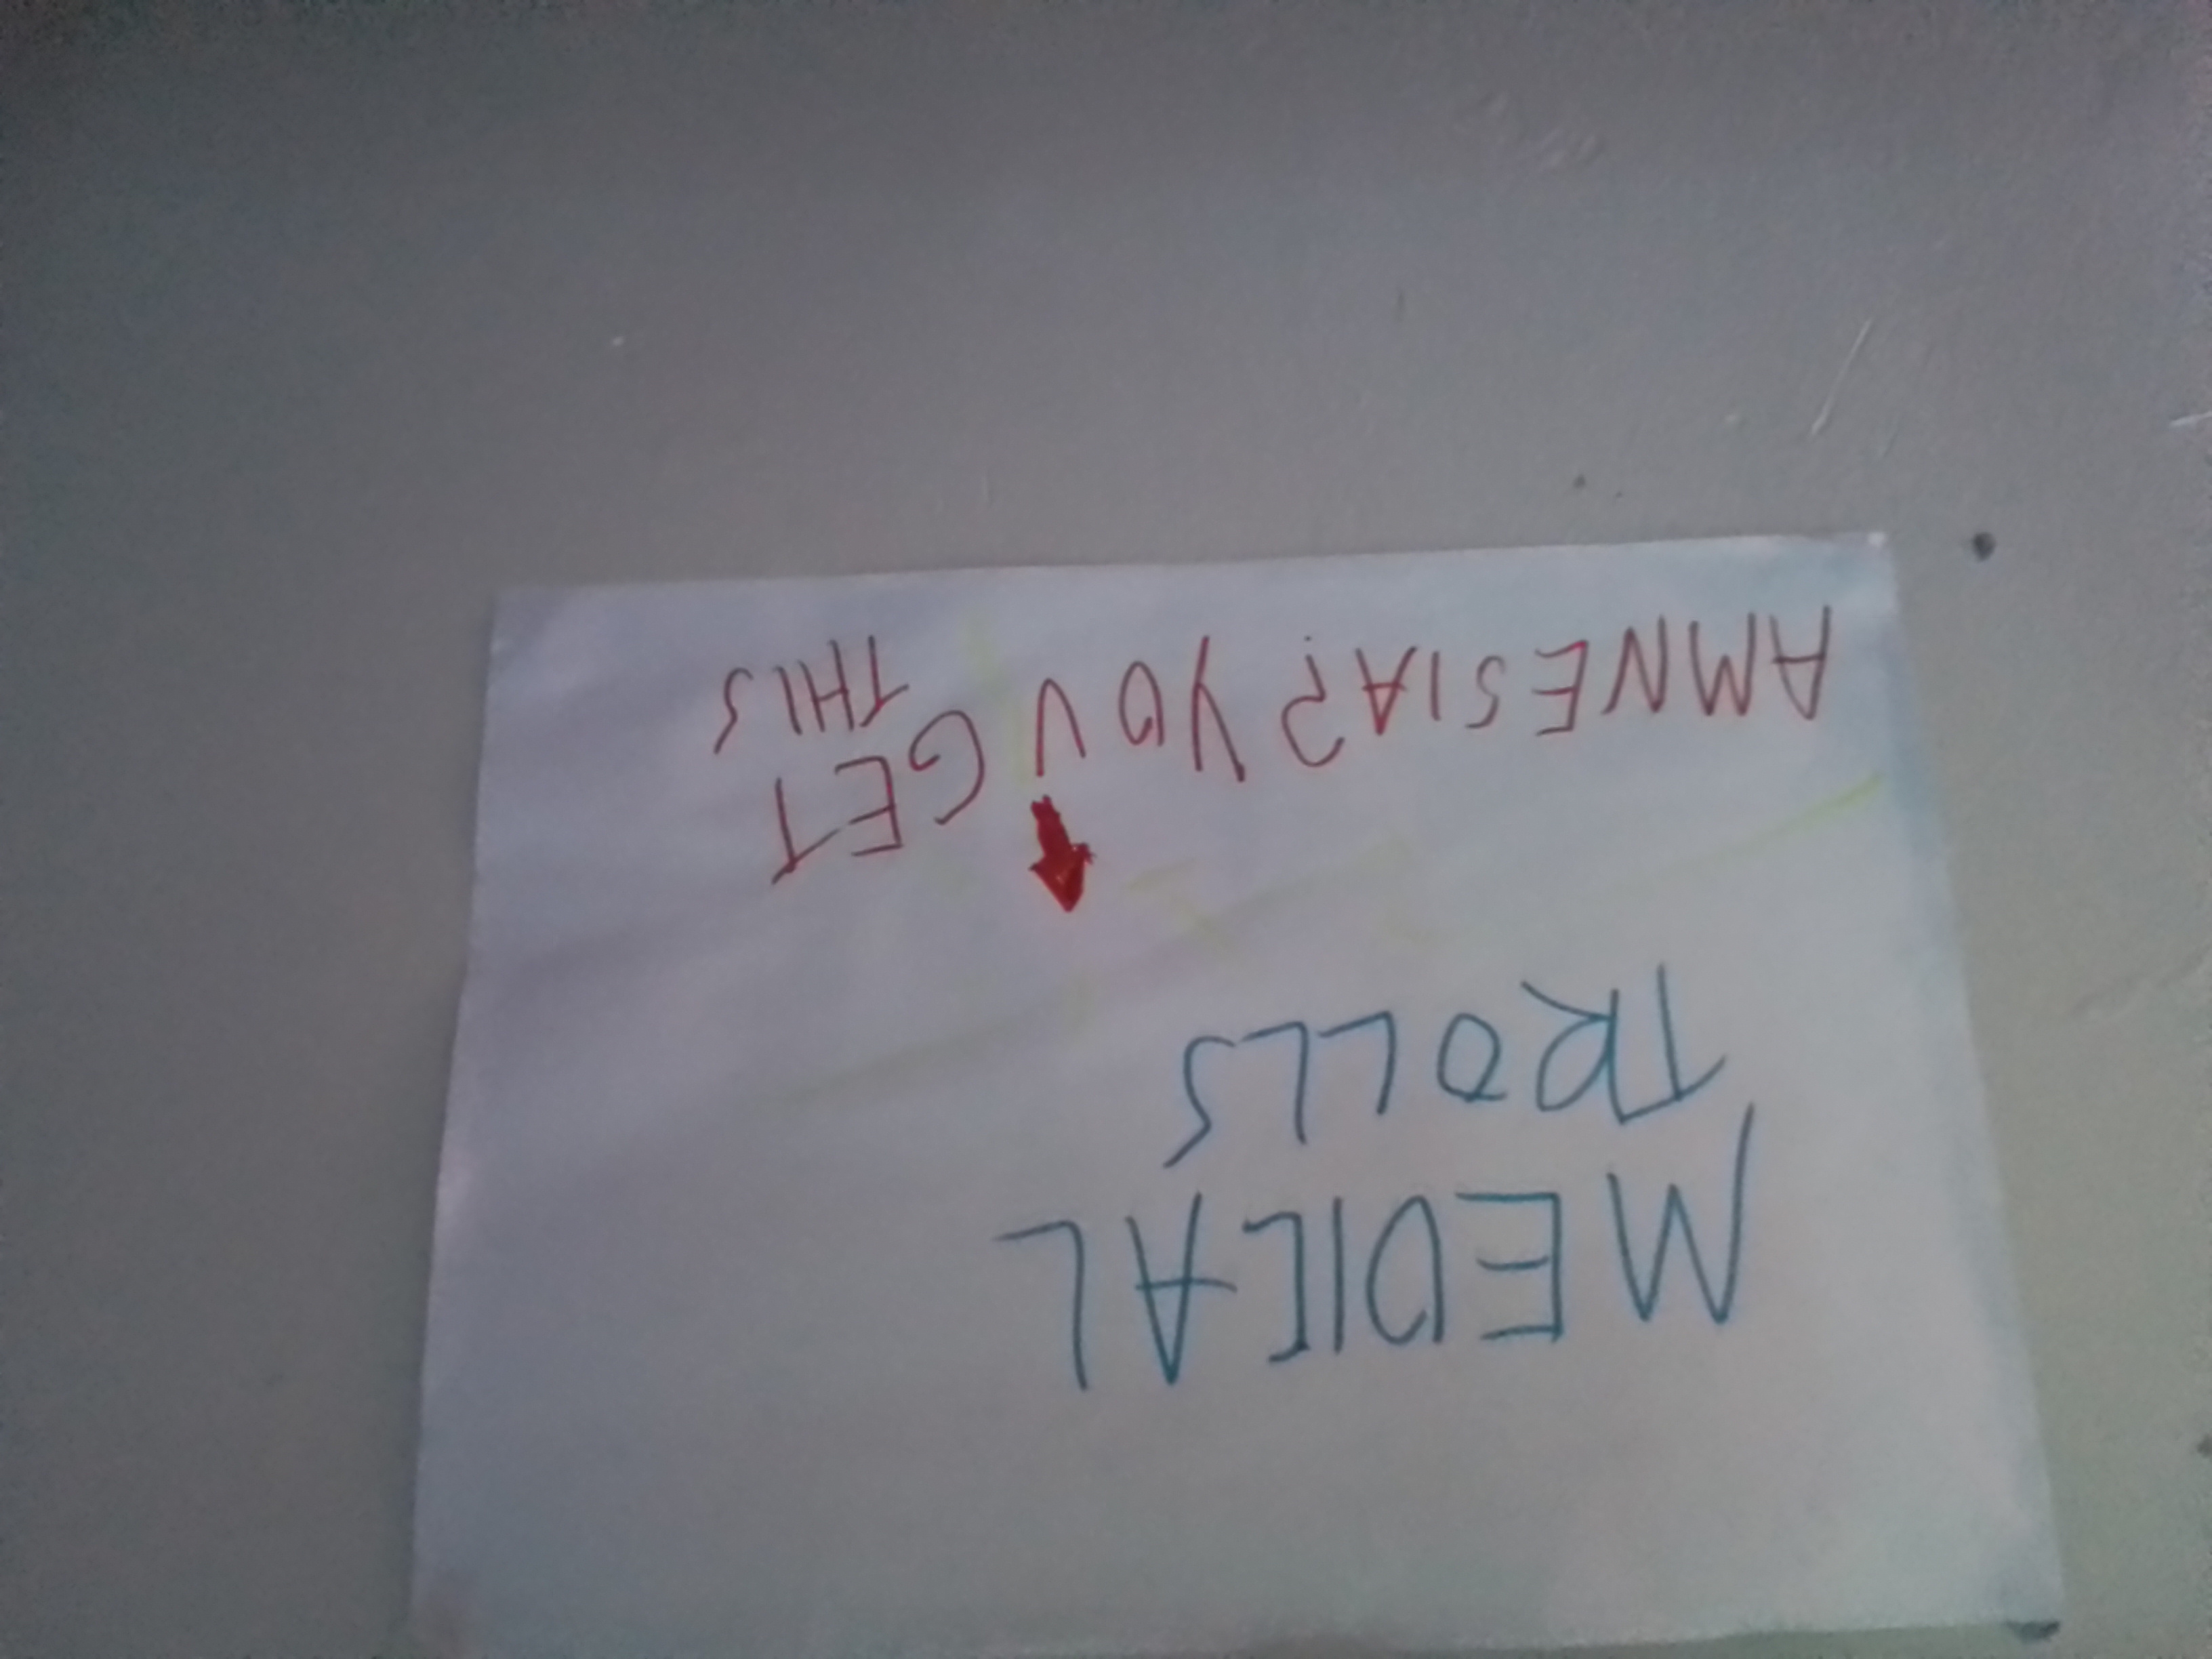 MEDICAL
TROLLS
AMNESIA? YOU GET
THIS